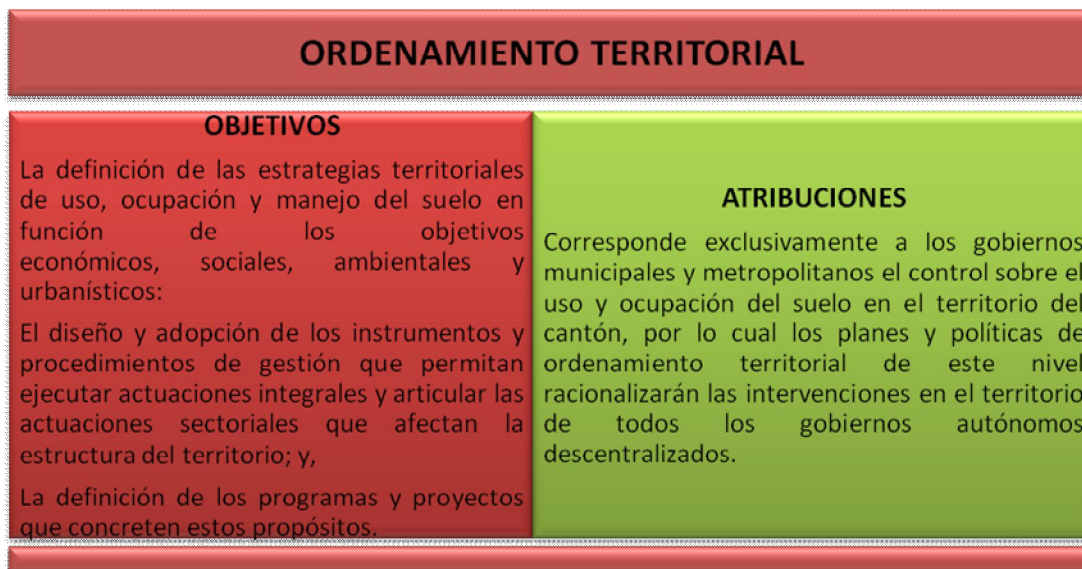 ORDENAMIENTO TERRITORIAL
OBJETIVOS
La definición de las estrategias territoriales
de uso, ocupación y manejo del suelo en
función de los objetivos
económicos, sociales, ambientales y
urbanísticos:
El diseño y adopción de los instrumentos y
procedimientos de gestión que permitan
ejecutar actuaciones integrales y articular las
actuaciones sectoriales que afectan la
estructura del territorio; y,
La definición de los programas y proyectos
que concreten estos propósitos.
ATRIBUCIONES
Corresponde exclusivamente a los gobiernos
municipales y metropolitanos el control sobre el
uso y ocupación del suelo en el territorio del
cantón, por lo cual los planes y políticas de
ordenamiento territorial de este nivel
racionalizarán las intervenciones en el territorio
de todos los gobiernos autónomos
descentralizados.